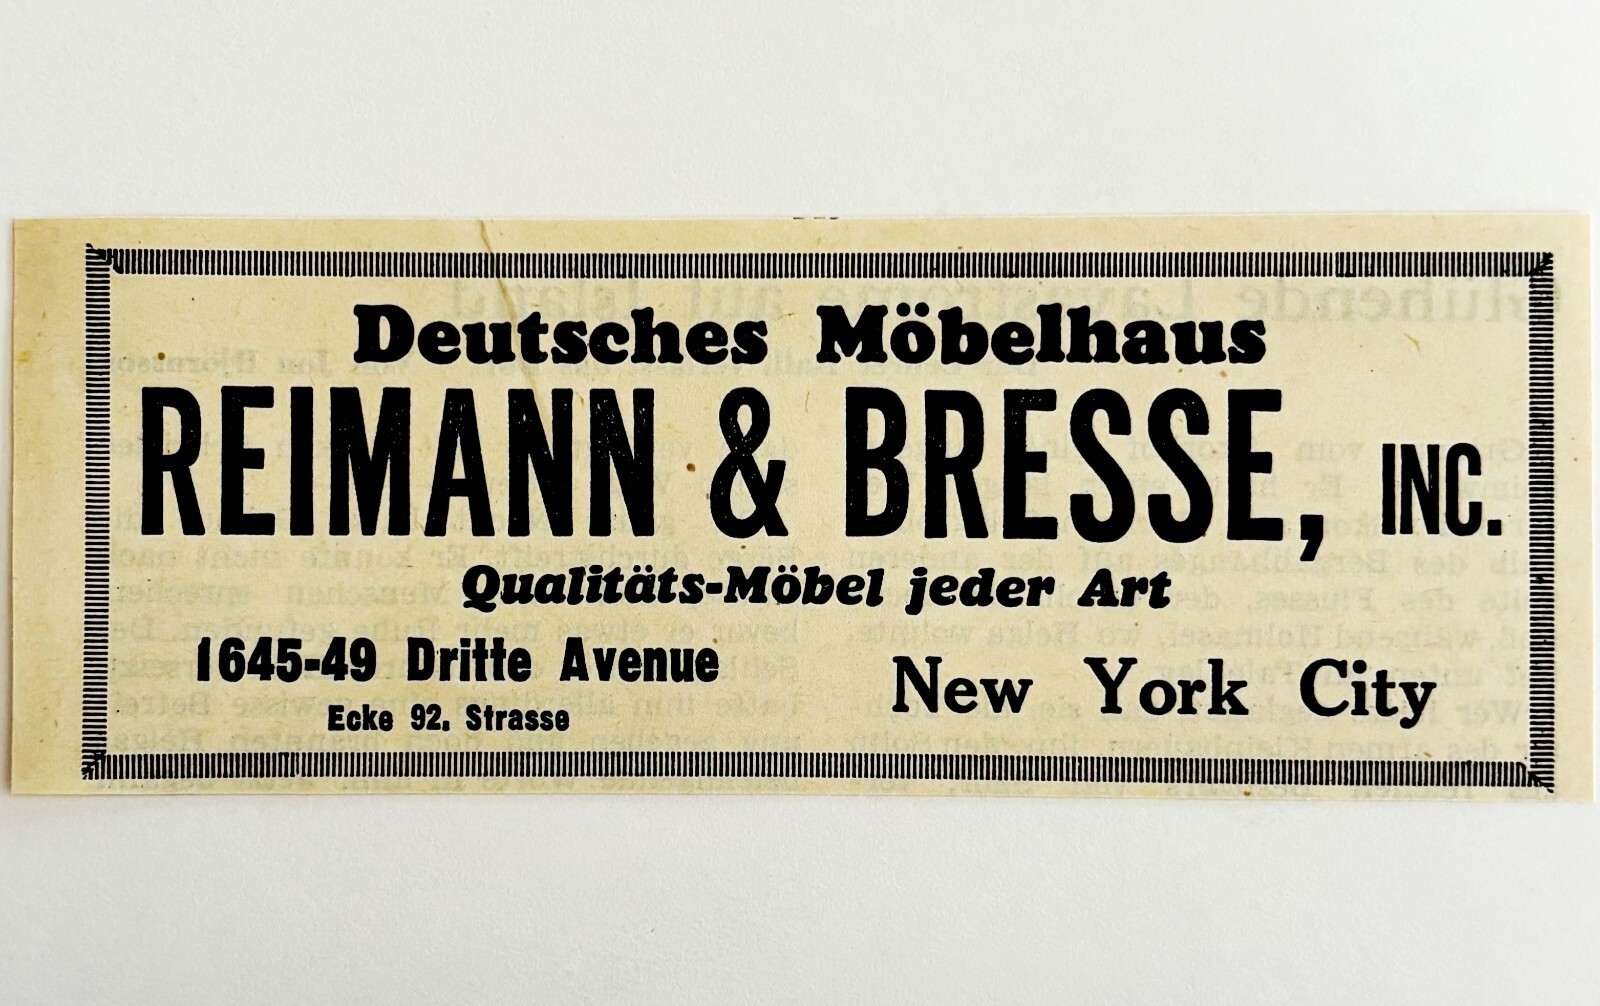 Deutsches Möbelhaus
REIMANN & BRESSE, INC.
Qualitäts-Möbel jeder Art
1645-49 Dritte Avenue
Ecke 92. Strasse
New York City